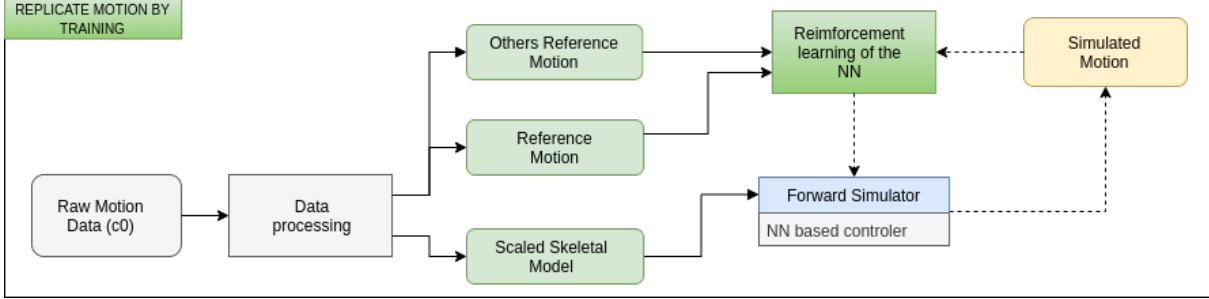 REPLICATE MOTION BY
TRAINING
Others Reference
Motion
Reimforcement
learning of the
NN
Simulated
Motion
Reference
Motion
Raw Motion
Data (c0)
Data
processing
Forward Simulator
NN based controler
Scaled Skeletal
Model